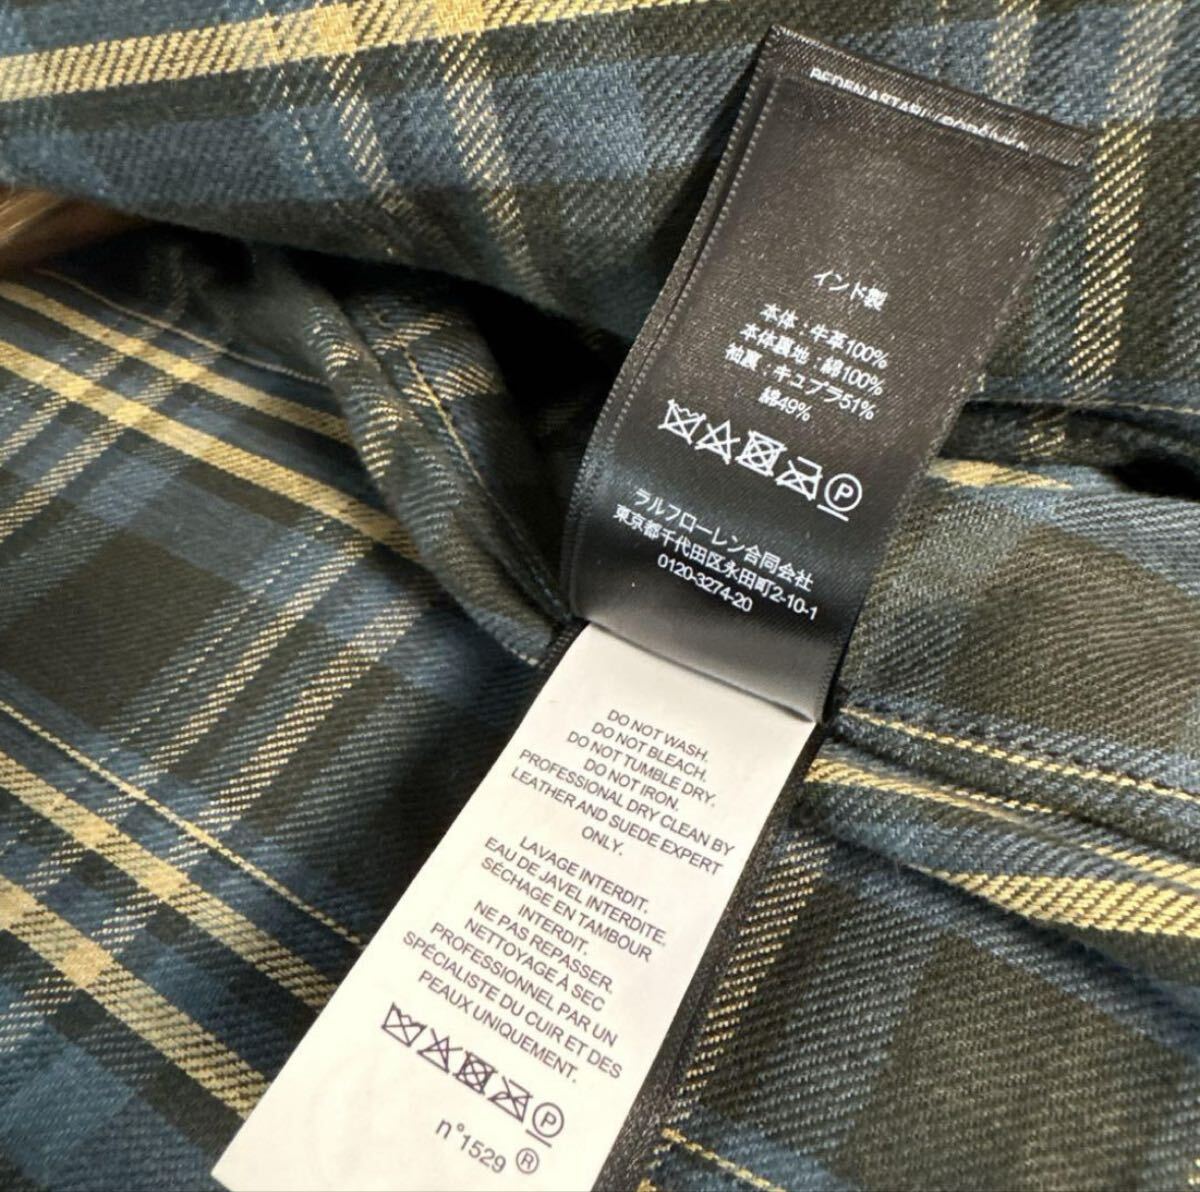 インド製
本体:牛革100%
本体裏地:綿100%
袖裏:キュプラ51%
綿49%
P
ラルフローレン合同会社
東京都千代田区永田町2-10-1
0120-3274-20
DO NOT WASH.
DO NOT BLEACH.
DO NOT TUMBLE DRY.
DO NOT IRON.
PROFESSIONAL DRY CLEAN BY
LEATHER AND SUEDE EXPERT
ONLY.
LAVAGE INTERDIT.
EAU DE JAVEL INTERDITE.
SÉCHAGE EN TAMBOUR
INTERDIT.
NE PAS REPASSER.
NETTOYAGE À SEC
PROFESSIONNEL PAR UN
SPÉCIALISTE DU CUIR ET DES
PEAUX UNIQUEMENT.
P
n°1529 ®